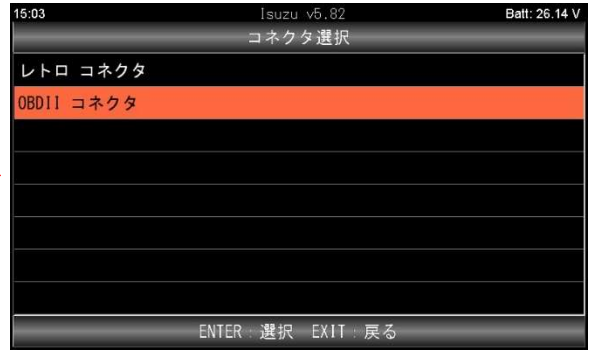 15:03 Isuzu v5.82 Batt: 26.14 V
コネクタ選択
レトロ コネクタ
OBDII コネクタ
ENTER : 選択 EXIT : 戻る